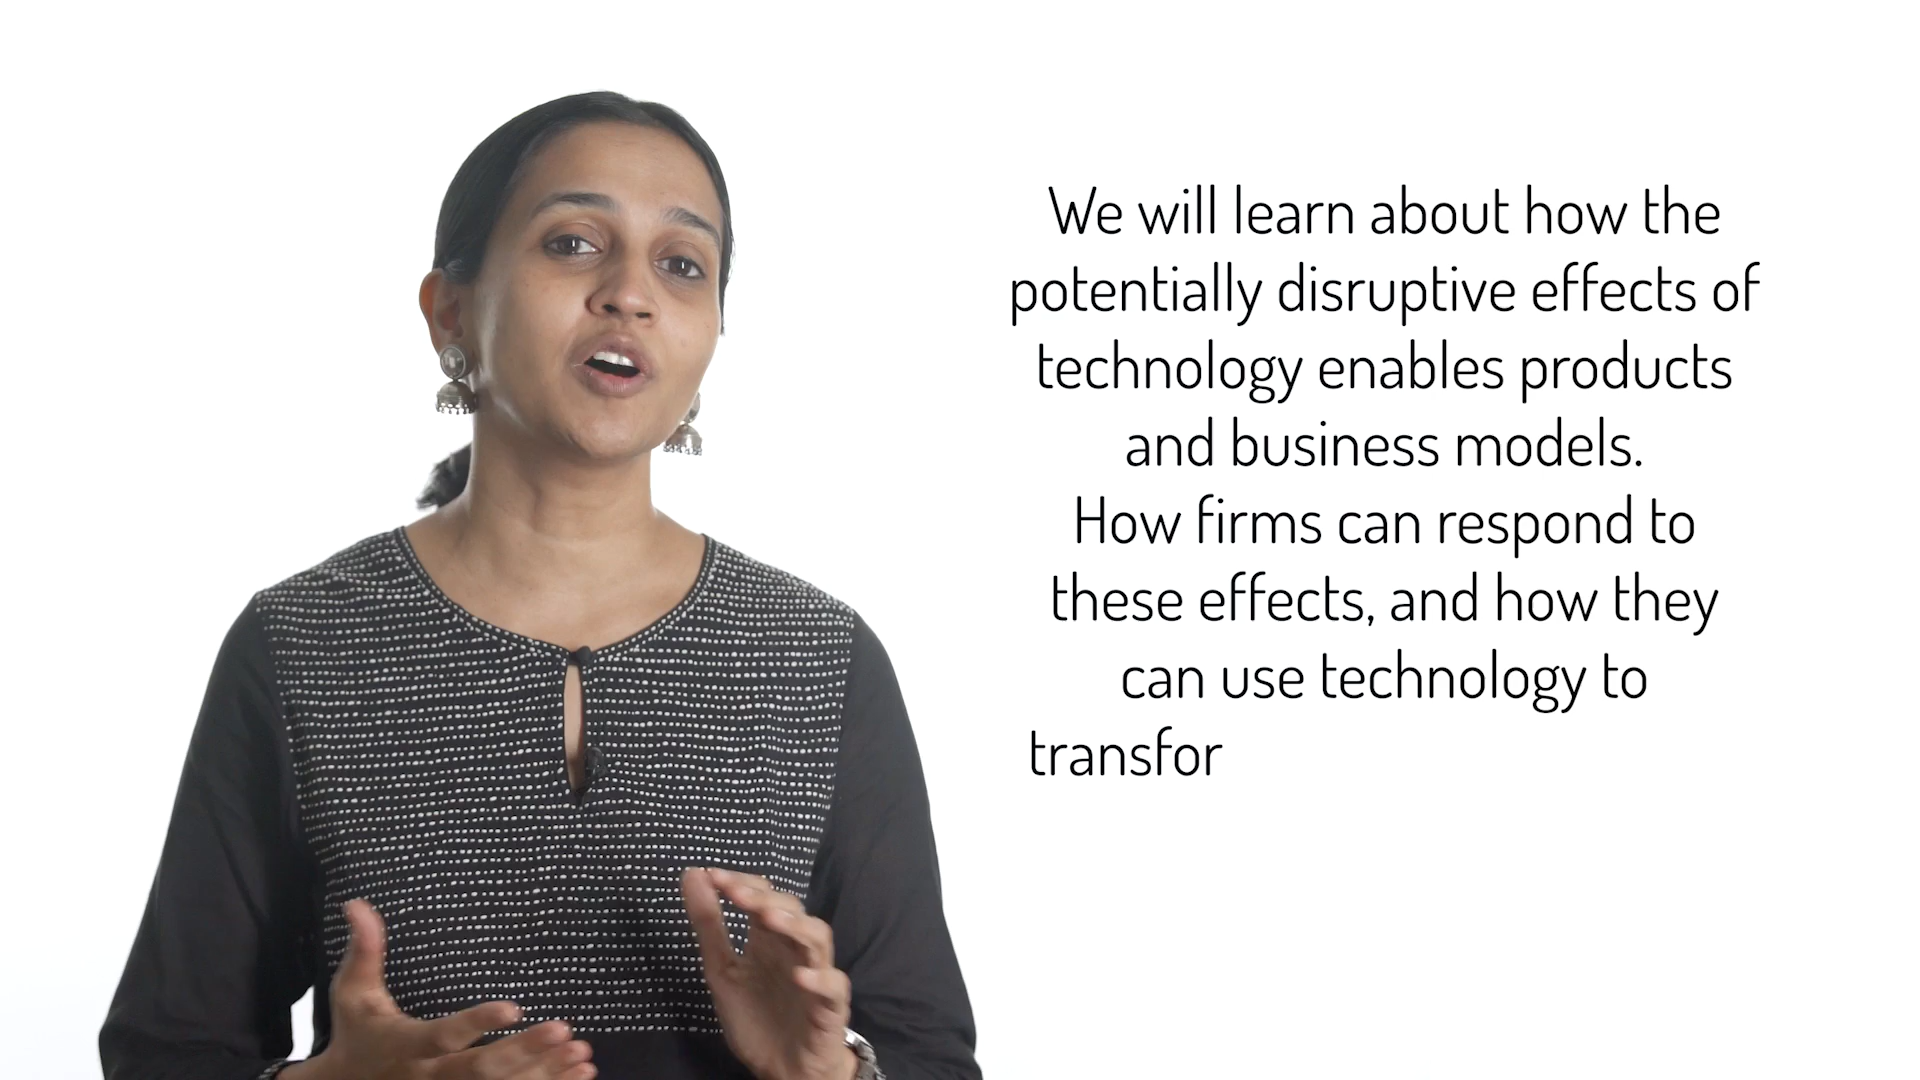 We will learn about how the
potentially disruptive effects of
technology enables products
and business models.
How firms can respond to
these effects, and how they
can use technology to
transfor